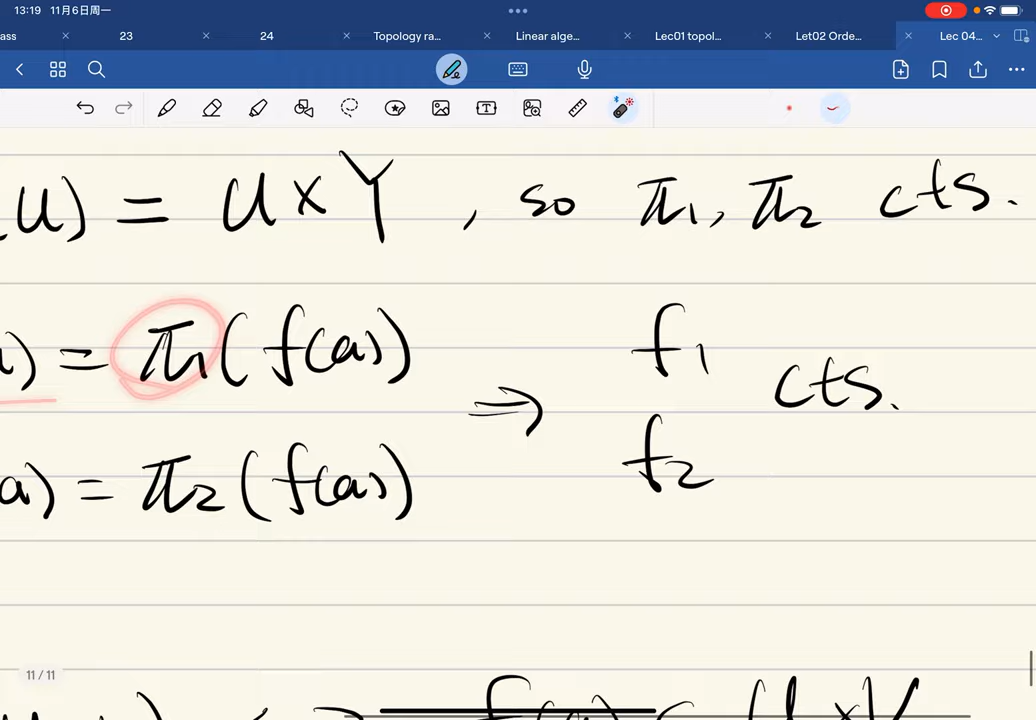 13:19 11月6日周一
ass 23 24 Topology ra... Linear alge... Lec01 topol... Let02 Orde... Lec 04...
U) = U × Y , so π₁, π₂ cts.
) = π₁( f(a))
a) = π₂ (f(a))
⇒ f₁ f₂ cts.
11 / 11